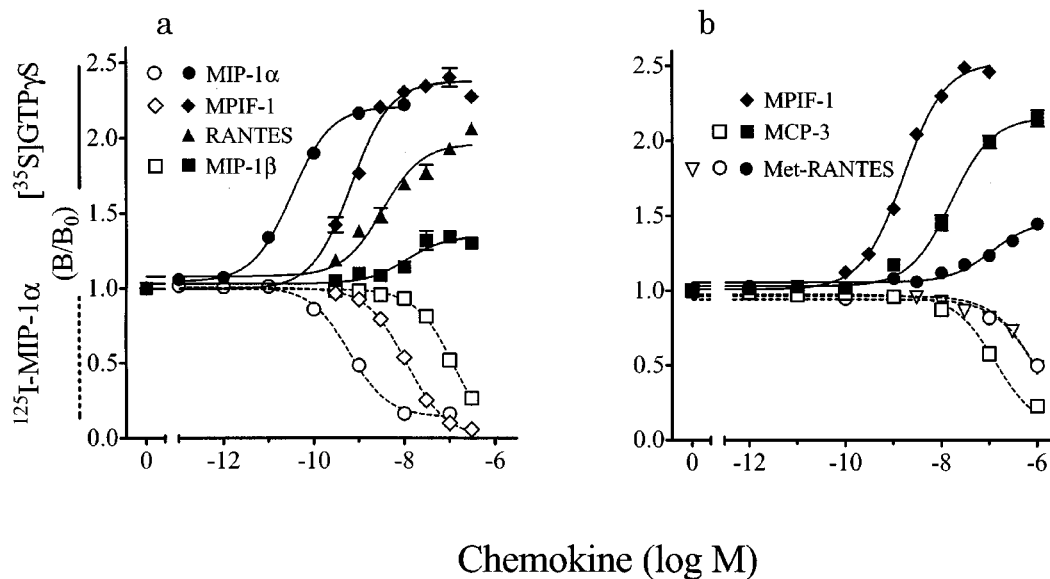 a
b
[³⁵S]GTPγS
(B/B₀)
¹²⁵I-MIP-1α
2.5
2.0
1.5
1.0
0.5
0.0
MIP-1α
MPIF-1
RANTES
MIP-1β
0 -12 -10 -8 -6
2.5
2.0
1.5
1.0
0.5
0.0
MPIF-1
MCP-3
Met-RANTES
0 -12 -10 -8 -6
Chemokine (log M)